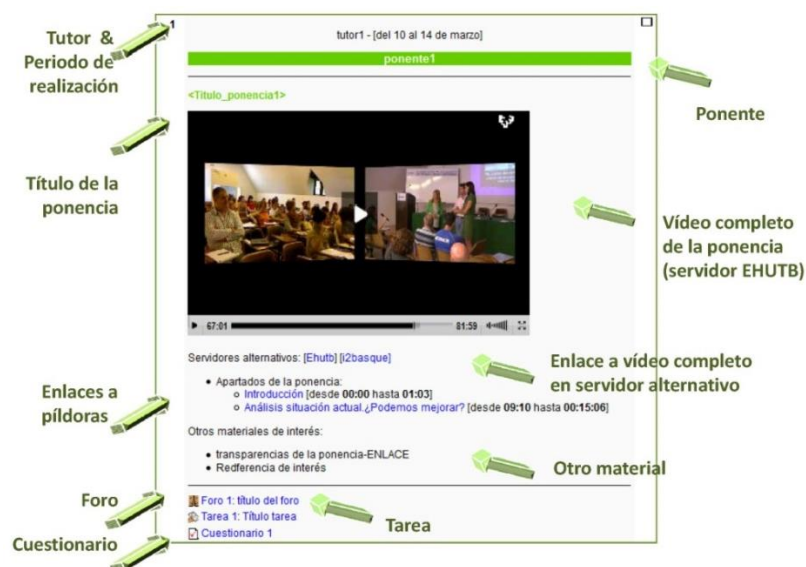 1
tutor1 - [del 10 al 14 de marzo]
Tutor &
Periodo de
realización
ponente1
Ponente
<Titulo_ponencia1>
Título de la
ponencia
Vídeo completo
de la ponencia
(servidor EHUTB)
67:01
81:59
Servidores alternativos: [Ehutb] [i2basque]
Enlace a vídeo completo
en servidor alternativo
Enlaces a
píldoras
• Apartados de la ponencia:
o Introducción [desde 00:00 hasta 01:03]
o Análisis situación actual.¿Podemos mejorar? [desde 09:10 hasta 00:15:06]
Otros materiales de interés:
• transparencias de la ponencia-ENLACE
• Redferencia de interés
Otro material
Foro
Foro 1: título del foro
Tarea 1: Título tarea
Tarea
Cuestionario
Cuestionario 1